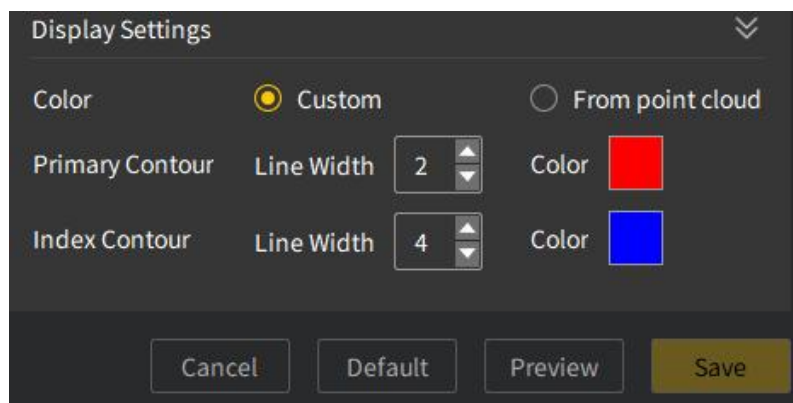 Display Settings
Color Custom From point cloud
Primary Contour Line Width 2 Color
Index Contour Line Width 4 Color
Cancel Default Preview Save